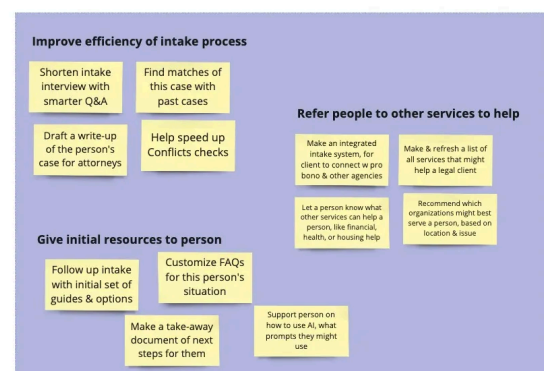 Improve efficiency of intake process
Shorten intake
interview with
smarter Q&A
Find matches of
this case with
past cases
Draft a write-up
of the person's
case for attorneys
Help speed up
Conflicts checks
Refer people to other services to help
Make an integrated
intake system, for
client to connect w pro
bono & other agencies
Make & refresh a list of
all services that might
help a legal client
Let a person know what
other services can help a
person, like financial,
health, or housing help
Recommend which
organizations might best
serve a person, based on
location & issue
Give initial resources to person
Follow up intake
with initial set of
guides & options
Customize FAQs
for this person's
situation
Make a take-away
document of next
steps for them
Support person on
how to use AI, what
prompts they might
use